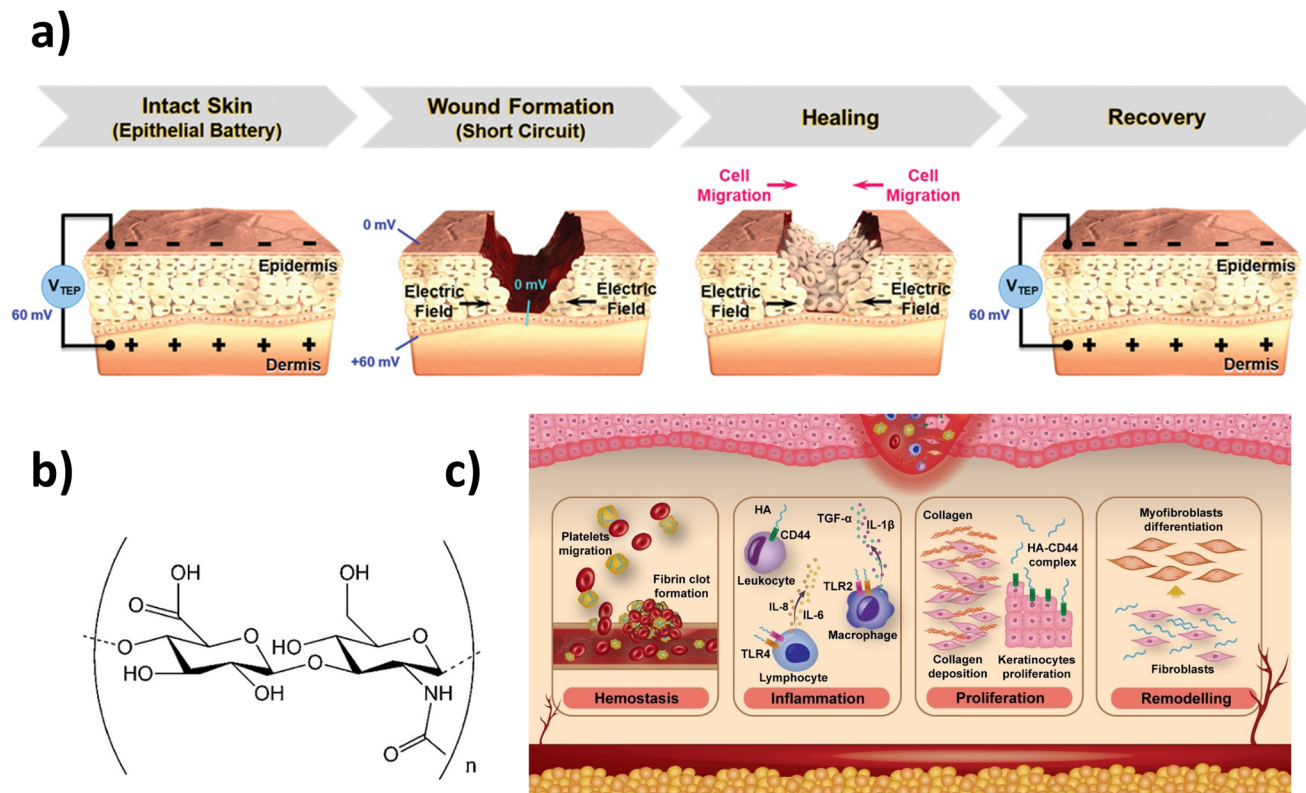 a)
Intact Skin
(Epithelial Battery)
Wound Formation
(Short Circuit)
Healing
Recovery
VTEP
60 mV
Epidermis
Dermis
0 mV
0 mV
Electric
Field
Electric
Field
+60 mV
Cell
Migration
Cell
Migration
Electric
Field
Electric
Field
VTEP
60 mV
Epidermis
Dermis
b)
OH
O
O
HO
OH
O
OH
HO
O
O
NH
O
n
c)
Platelets
migration
Fibrin clot
formation
Hemostasis
HA
CD44
Leukocyte
TGF-α
IL-1β
TLR2
Macrophage
IL-8
IL-6
TLR4
Lymphocyte
Inflammation
Collagen
HA-CD44
complex
Collagen
deposition
Keratinocytes
proliferation
Proliferation
Myofibroblasts
differentiation
Fibroblasts
Remodelling